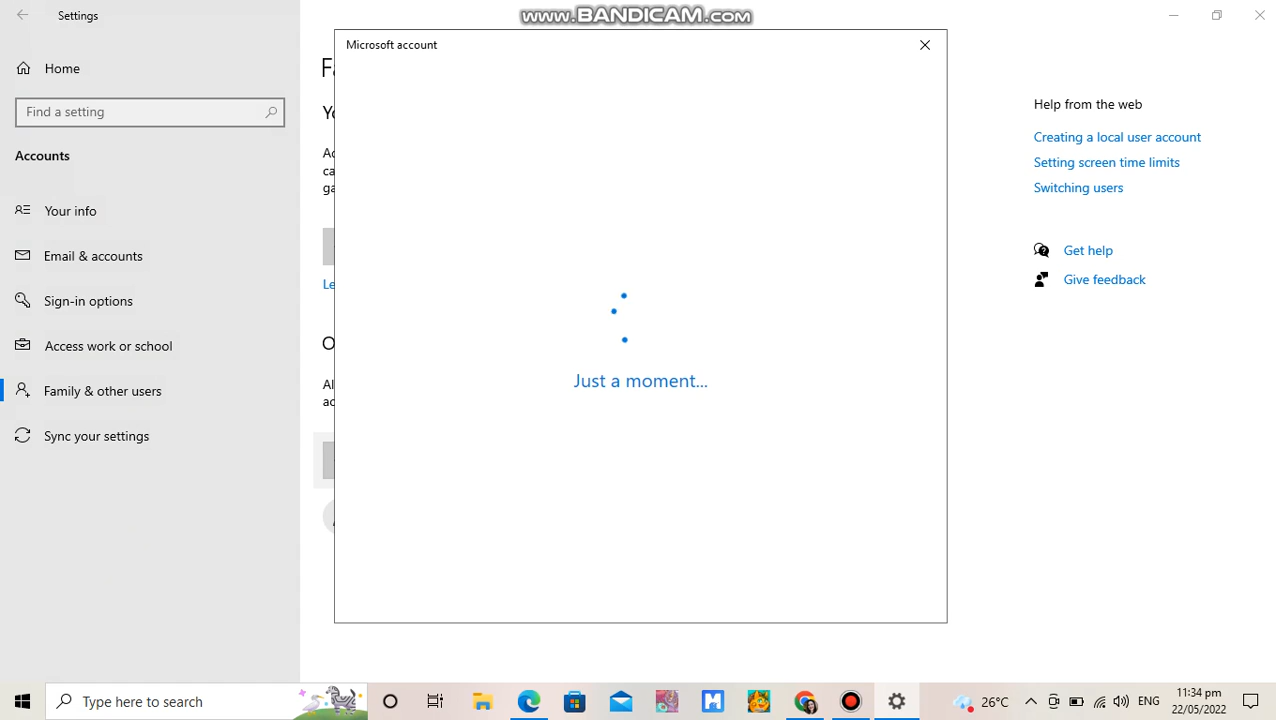 Settings
www.BANDICAM.com
Microsoft account
Home
Find a setting
Accounts
Your info
Email & accounts
Sign-in options
Access work or school
Family & other users
Sync your settings
Just a moment...
Help from the web
Creating a local user account
Setting screen time limits
Switching users
Get help
Give feedback
Type here to search
26°C
ENG
11:34 pm
22/05/2022